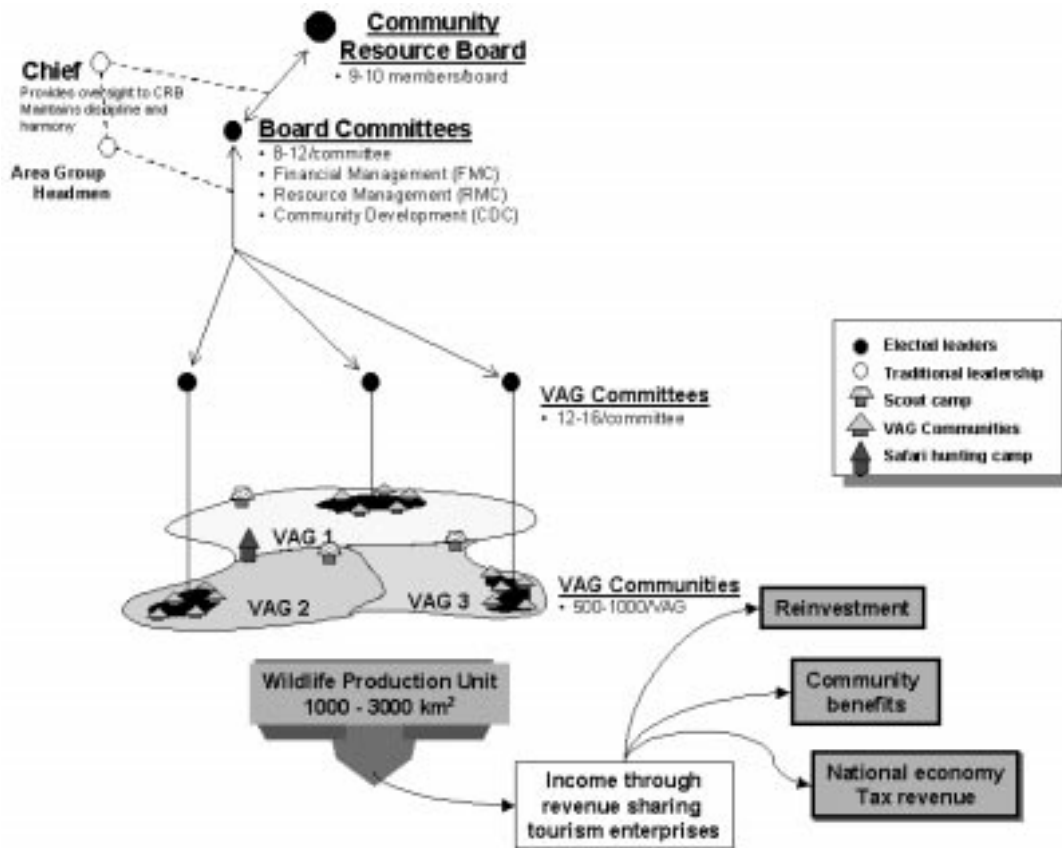 Community
Resource Board
• 9-10 members/board
Chief
Provides oversight to CRB
Maintains discipline and
harmony
Board Committees
• 8-12/committee
• Financial Management (FMC)
• Resource Management (RMC)
• Community Development (CDC)
Area Group
Headmen
Elected leaders
Traditional leadership
Scout camp
VAG Communities
Safari hunting camp
VAG Committees
• 12-16/committee
VAG 1
VAG 2
VAG 3
VAG Communities
• 500-1000/VAG
Reinvestment
Wildlife Production Unit
1000 - 3000 km²
Community
benefits
Income through
revenue sharing
tourism enterprises
National economy
Tax revenue